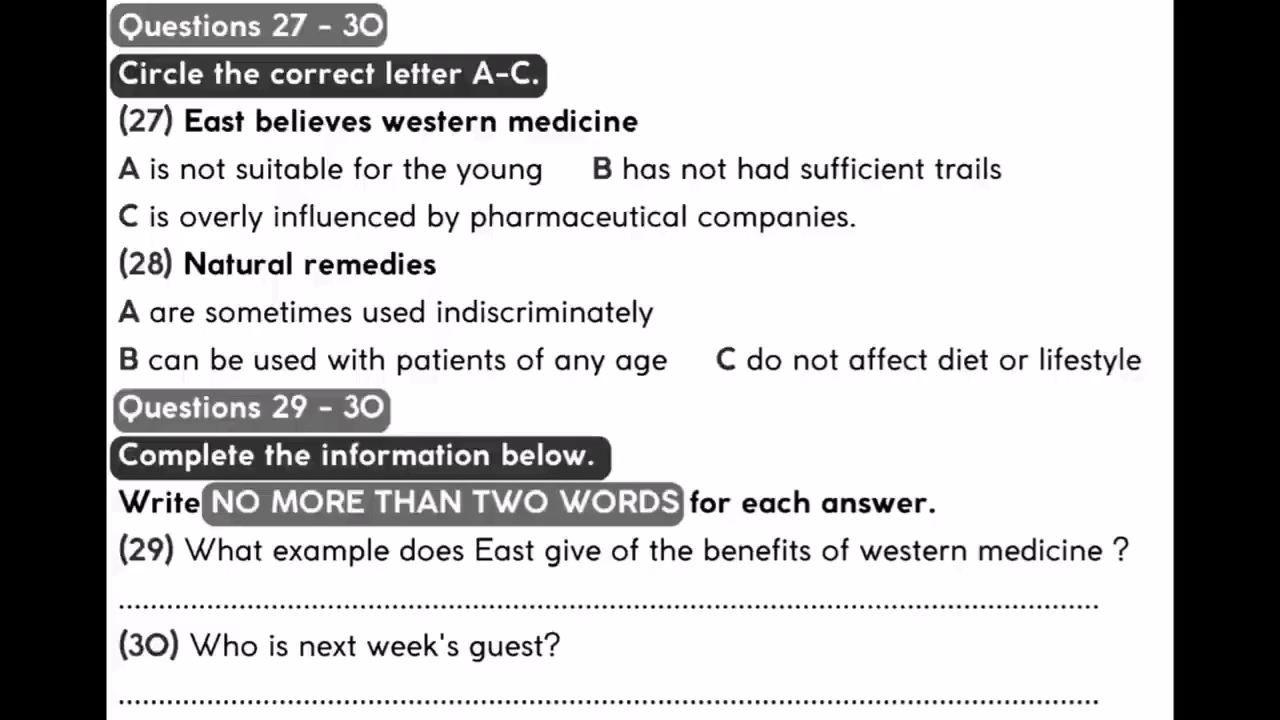 Questions 27 - 30
Circle the correct letter A-C.
(27) East believes western medicine
A is not suitable for the young B has not had sufficient trails
C is overly influenced by pharmaceutical companies.
(28) Natural remedies
A are sometimes used indiscriminately
B can be used with patients of any age C do not affect diet or lifestyle
Questions 29 - 30
Complete the information below.
Write NO MORE THAN TWO WORDS for each answer.
(29) What example does East give of the benefits of western medicine ?
..........................................................................................................................
(30) Who is next week's guest?
..........................................................................................................................